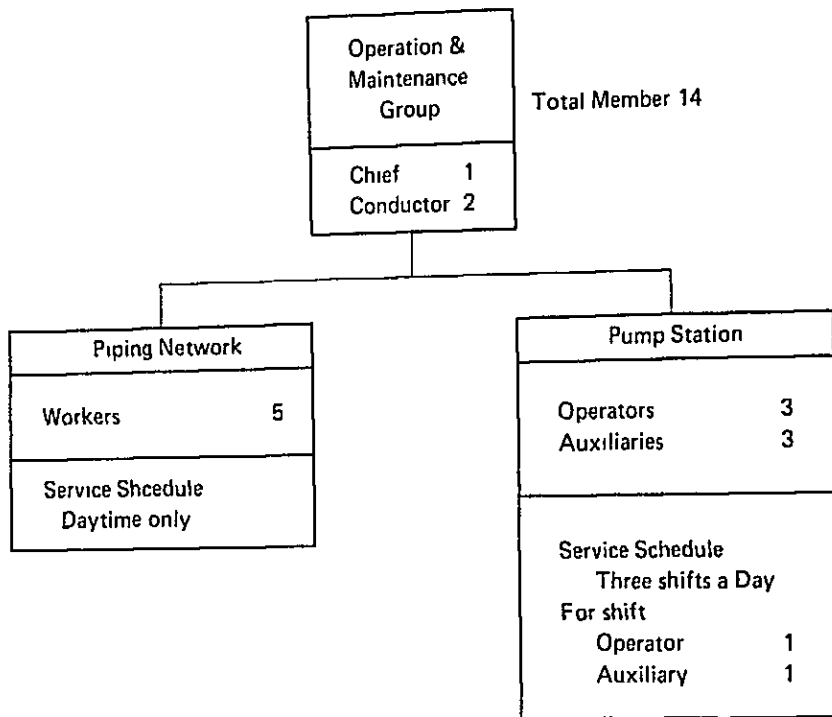 Operation &
Maintenance
Group
Total Member 14
Chief 1
Conductor 2
Piping Network
Workers 5
Service Shcedule
Daytime only
Pump Station
Operators 3
Auxiliaries 3
Service Schedule
Three shifts a Day
For shift
Operator 1
Auxiliary 1